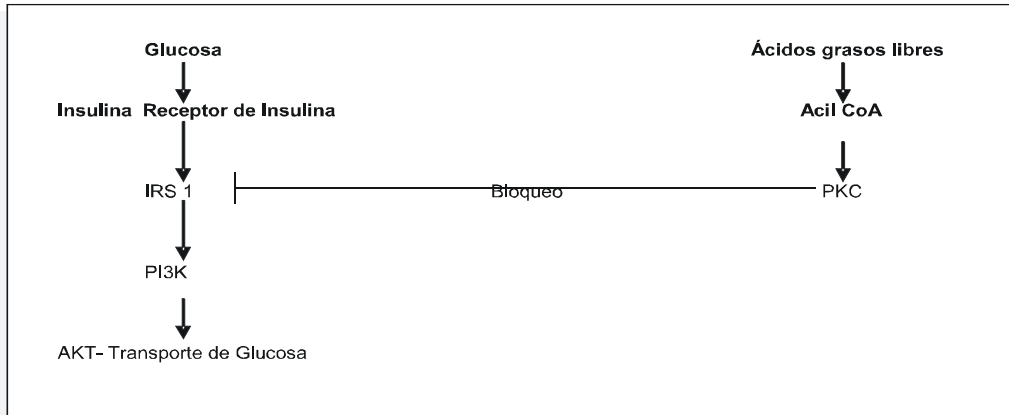 Glucosa
Ácidos grasos libres
Insulina Receptor de Insulina
Acil CoA
IRS 1
Bloqueo
PKC
PI3K
AKT- Transporte de Glucosa